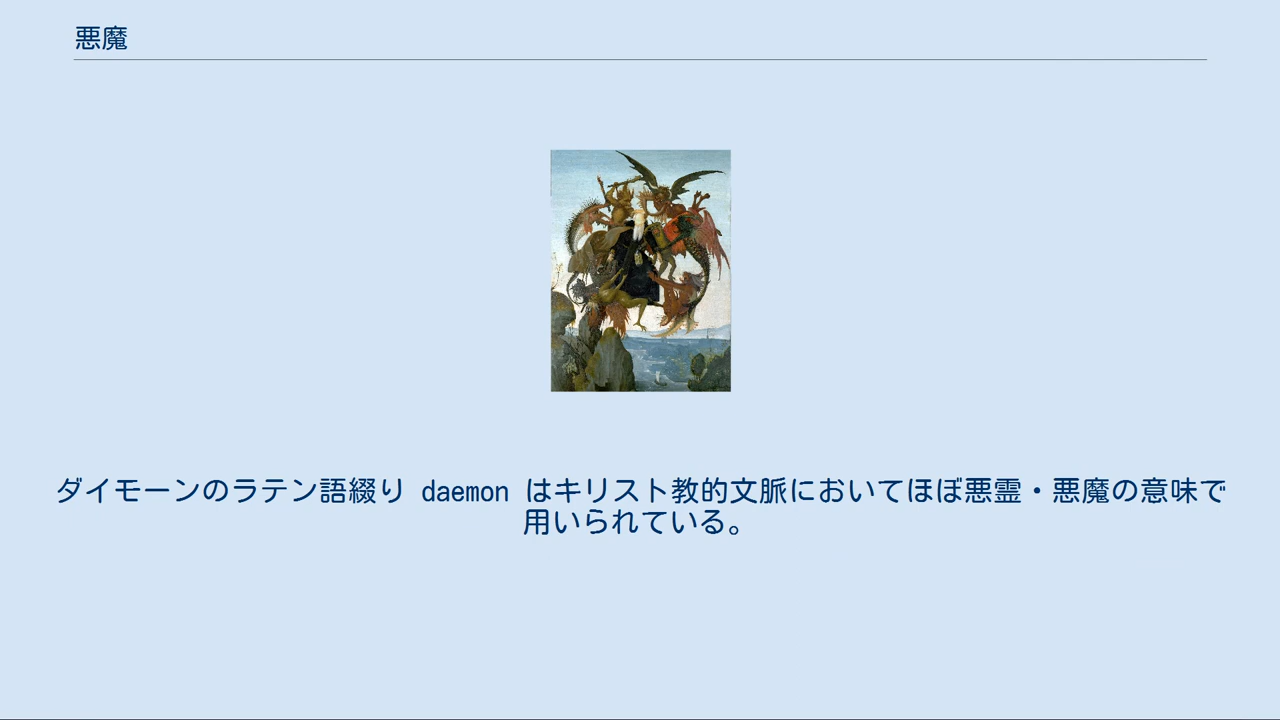 悪魔
ダイモーンのラテン語綴り daemon はキリスト教的文脈においてほぼ悪霊・悪魔の意味で
用いられている。